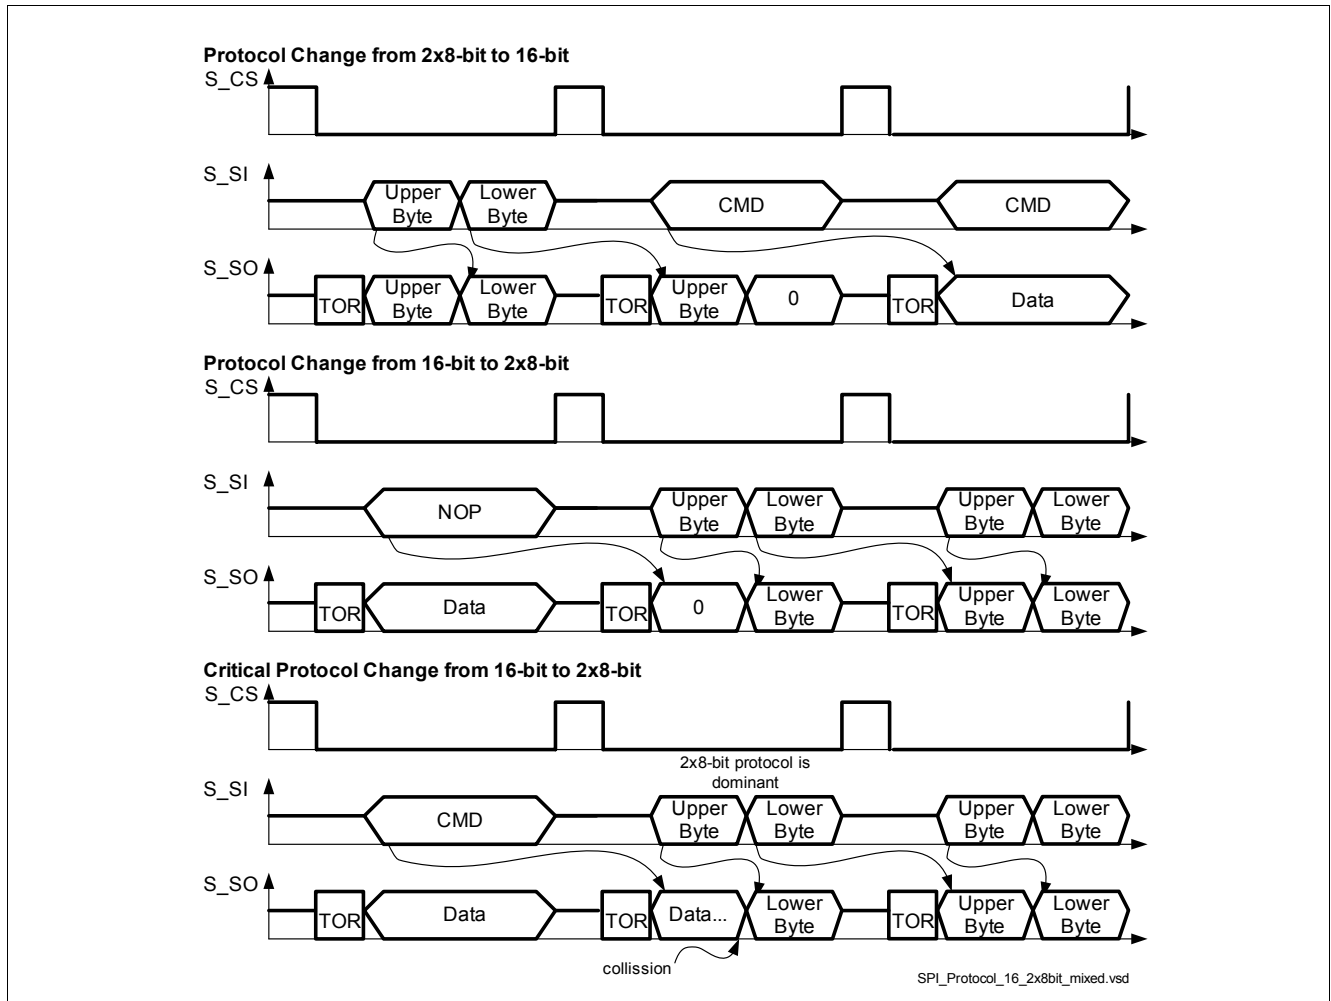 Protocol Change from 2x8-bit to 16-bit
S_CS
S_SI
Upper
Byte
Lower
Byte
CMD
CMD
S_SO
TOR
Upper
Byte
Lower
Byte
TOR
Upper
Byte
0
TOR
Data
Protocol Change from 16-bit to 2x8-bit
S_CS
S_SI
NOP
Upper
Byte
Lower
Byte
Upper
Byte
Lower
Byte
S_SO
TOR
Data
TOR
0
Lower
Byte
TOR
Upper
Byte
Lower
Byte
Critical Protocol Change from 16-bit to 2x8-bit
S_CS
2x8-bit protocol is
dominant
S_SI
CMD
Upper
Byte
Lower
Byte
Upper
Byte
Lower
Byte
S_SO
TOR
Data
TOR
Data...
Lower
Byte
TOR
Upper
Byte
Lower
Byte
collission
SPI_Protocol_16_2x8bit_mixed.vsd